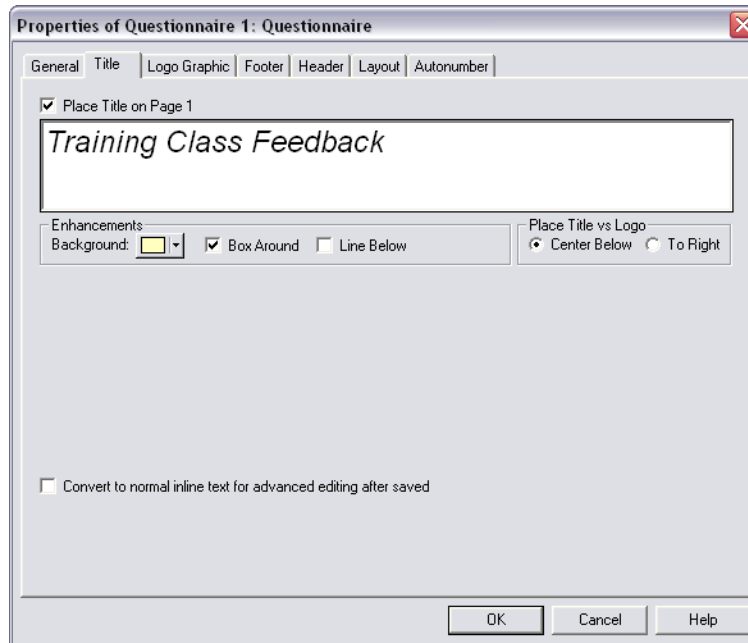 Properties of Questionnaire 1: Questionnaire
General Title Logo Graphic Footer Header Layout Autonumber
Place Title on Page 1
Training Class Feedback
Enhancements Place Title vs Logo
Background: Box Around Line Below Center Below To Right
Convert to normal inline text for advanced editing after saved
OK Cancel Help